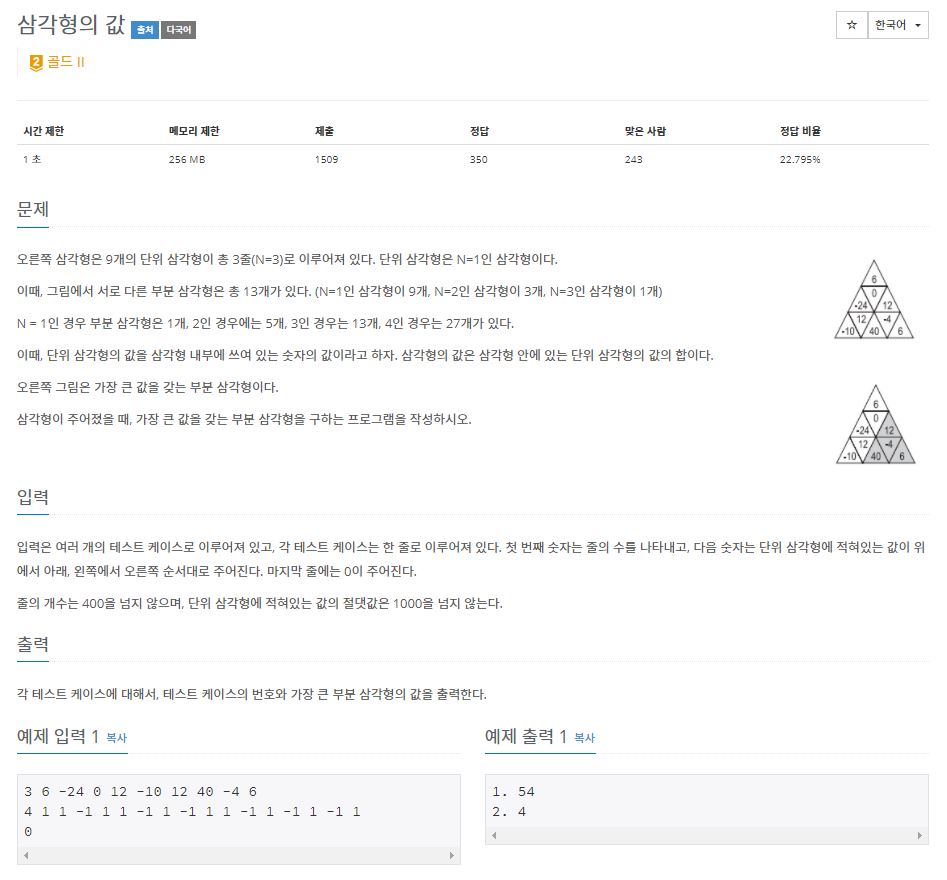 삼각형의 값 출처 다국어
☆ 한국어
2 골드 II
시간 제한 메모리 제한 제출 정답 맞은 사람 정답 비율
1 초 256 MB 1509 350 243 22.795%
문제
오른쪽 삼각형은 9개의 단위 삼각형이 총 3줄(N=3)로 이루어져 있다. 단위 삼각형은 N=1인 삼각형이다.
이때, 그림에서 서로 다른 부분 삼각형은 총 13개가 있다. (N=1인 삼각형이 9개, N=2인 삼각형이 3개, N=3인 삼각형이 1개)
N = 1인 경우 부분 삼각형은 1개, 2인 경우에는 5개, 3인 경우는 13개, 4인 경우는 27개가 있다.
이때, 단위 삼각형의 값을 삼각형 내부에 쓰여 있는 숫자의 값이라고 하자. 삼각형의 값은 삼각형 안에 있는 단위 삼각형의 값의 합이다.
오른쪽 그림은 가장 큰 값을 갖는 부분 삼각형이다.
삼각형이 주어졌을 때, 가장 큰 값을 갖는 부분 삼각형을 구하는 프로그램을 작성하시오.
6
0
-24 12
12 -4
-10 40 6
6
0
-24 12
12 -4
-10 40 6
입력
입력은 여러 개의 테스트 케이스로 이루어져 있고, 각 테스트 케이스는 한 줄로 이루어져 있다. 첫 번째 숫자는 줄의 수를 나타내고, 다음 숫자는 단위 삼각형에 적혀있는 값이 위
에서 아래, 왼쪽에서 오른쪽 순서대로 주어진다. 마지막 줄에는 0이 주어진다.
줄의 개수는 400을 넘지 않으며, 단위 삼각형에 적혀있는 값의 절댓값은 1000을 넘지 않는다.
출력
각 테스트 케이스에 대해서, 테스트 케이스의 번호와 가장 큰 부분 삼각형의 값을 출력한다.
예제 입력 1 복사
3 6 -24 0 12 -10 12 40 -4 6
4 1 1 -1 1 1 -1 1 -1 1 1 -1 1 -1 1 -1 1
0
예제 출력 1 복사
1. 54
2. 4